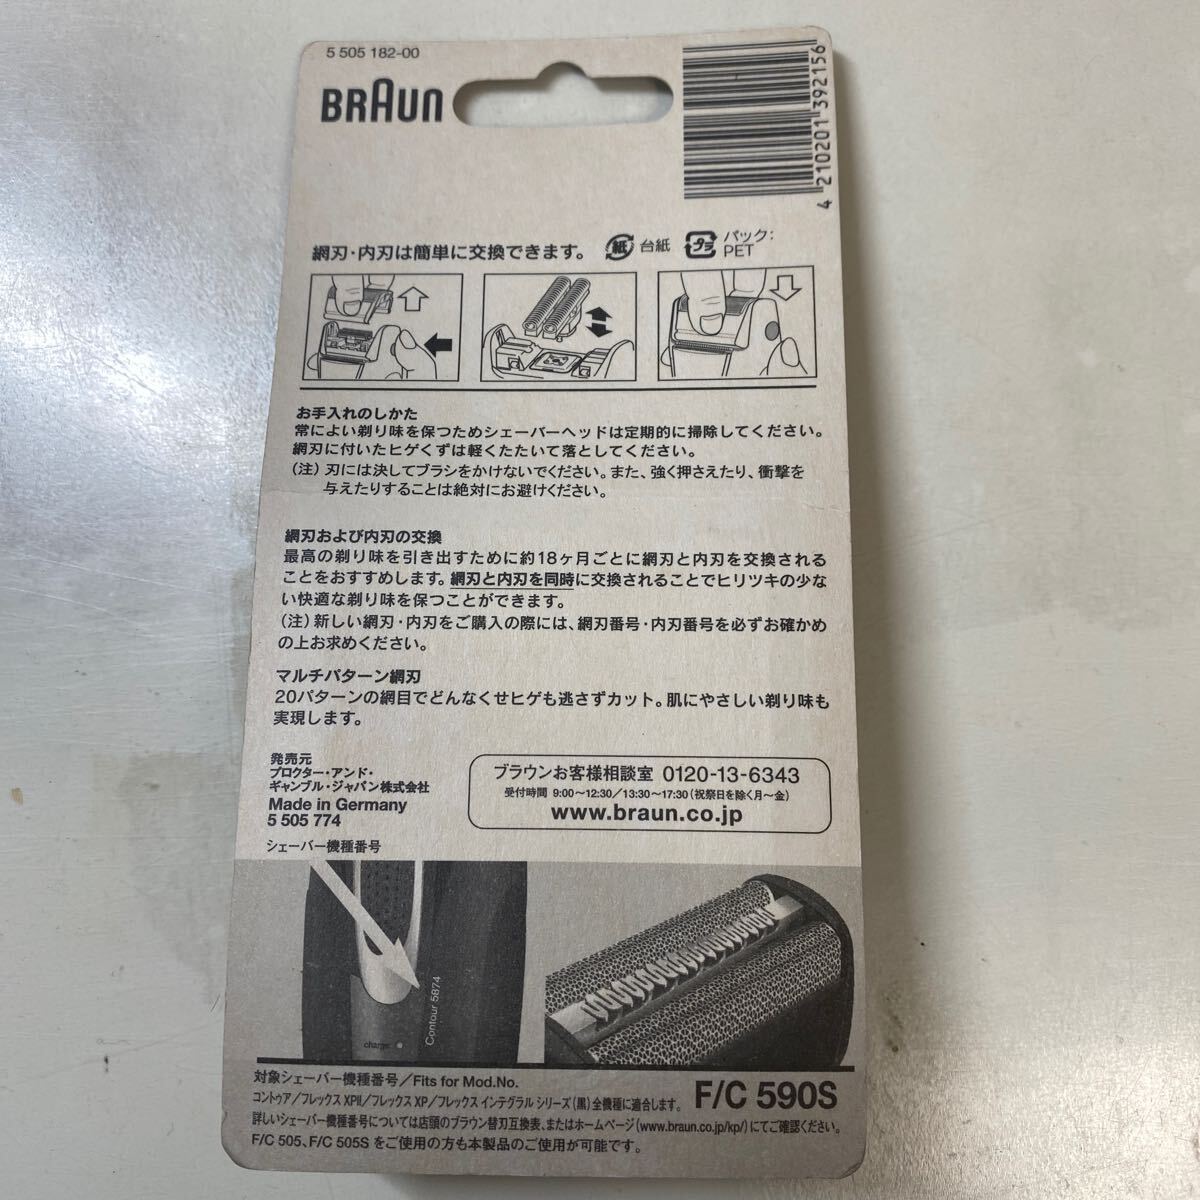 5 505 182-00
BRAUN
4 210201 392156
網刃・内刃は簡単に交換できます。
紙 台紙
プラ パック:
PET
お手入れのしかた
常によい剃り味を保つためシェーバーヘッドは定期的に掃除してください。
網刃に付いたヒゲくずは軽くたたいて落としてください。
(注) 刃には決してブラシをかけないでください。また、強く押さえたり、衝撃を
与えたりすることは絶対にお避けください。
網刃および内刃の交換
最高の剃り味を引き出すために約18ヶ月ごとに網刃と内刃を交換される
ことをおすすめします。網刃と内刃を同時に交換されることでヒリツキの少な
い快適な剃り味を保つことができます。
(注) 新しい網刃・内刃をご購入の際には、網刃番号・内刃番号を必ずお確かめ
の上お求めください。
マルチパターン網刃
20パターンの網目でどんなくせヒゲも逃さずカット。肌にやさしい剃り味も
実現します。
発売元
プロクター・アンド・
ギャンブル・ジャパン株式会社
Made in Germany
5 505 774
ブラウンお客様相談室 0120-13-6343
受付時間 9:00〜12:30/13:30〜17:30(祝祭日を除く月〜金)
www.braun.co.jp
シェーバー機種番号
Contour 5874
charge
対象シェーバー機種番号/Fits for Mod.No.
コントゥア/フレックス XPII/フレックス XP/フレックス インテグラル シリーズ(黒)全機種に適合します。
F/C 590S
詳しいシェーバー機種番号については店頭のブラウン替刃互換表、またはホームページ(www.braun.co.jp/kp/)にてご確認ください。
F/C 505、F/C 505S をご使用の方も本製品のご使用が可能です。